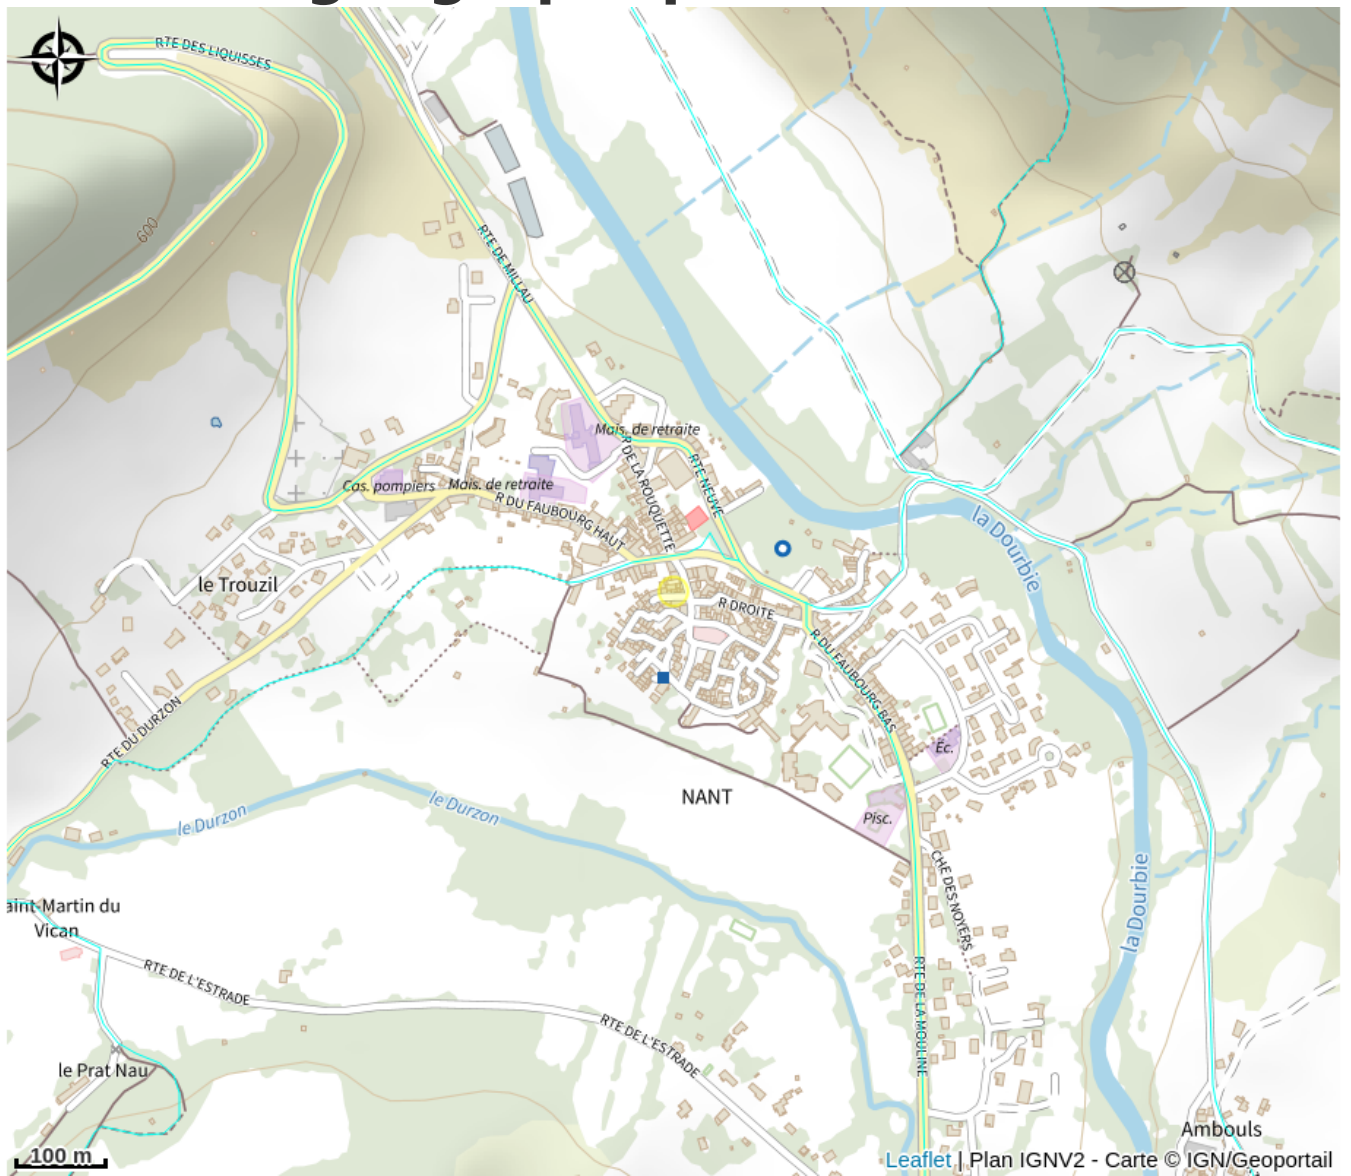 RTE DES LIQUISSES
600
RTE DE MILLAU
Mais. de retraite
R DE LA ROUQUETTE
RTE NEUVE
Cas. pompiers
Mais. de retraite
R DU FAUBOURG HAUT
la Dourbie
le Trouzil
R DROITE
R DU FAUBOURG BAS
RTE DU DURZON
Éc.
NANT
le Durzon
le Durzon
Pisc.
CHE DES NOYERS
la Dourbie
aint-Martin du
Vican
RTE DE L'ESTRADE
RTE DE L'ESTRADE
RTE DE LA MOULINE
le Prat Nau
Ambouls
100 m
Leaflet | Plan IGNV2 - Carte © IGN/Geoportail